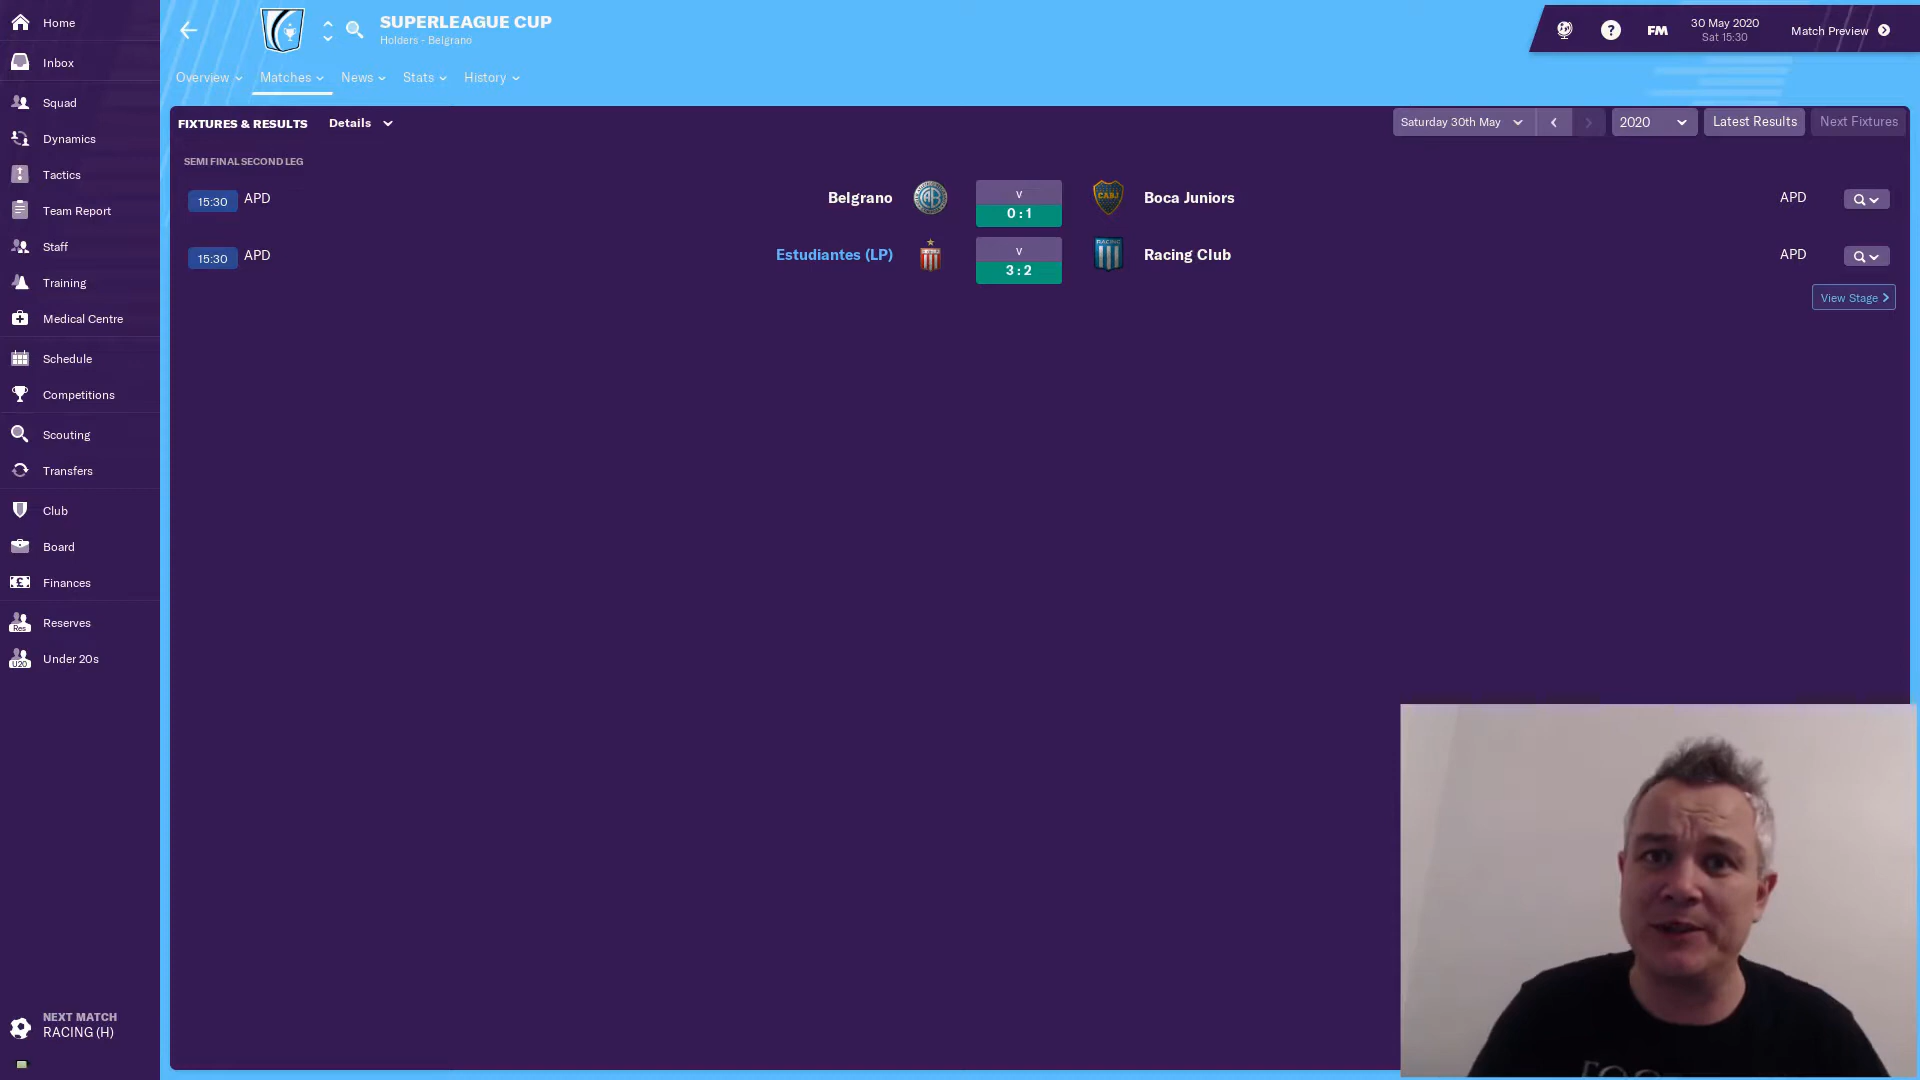 Home
Inbox
Squad
Dynamics
Tactics
Team Report
Staff
Training
Medical Centre
Schedule
Competitions
Scouting
Transfers
Club
Board
Finances
Res
Reserves
U20
Under 20s
NEXT MATCH
RACING (H)
SUPERLEAGUE CUP
Holders - Belgrano
Overview
Matches
News
Stats
History
FM
30 May 2020
Sat 15:30
Match Preview
FIXTURES & RESULTS
Details
Saturday 30th May
2020
Latest Results
Next Fixtures
SEMI FINAL SECOND LEG
15:30 APD Belgrano v Boca Juniors APD
0 : 1
15:30 APD Estudiantes (LP) v Racing Club APD
3 : 2
View Stage